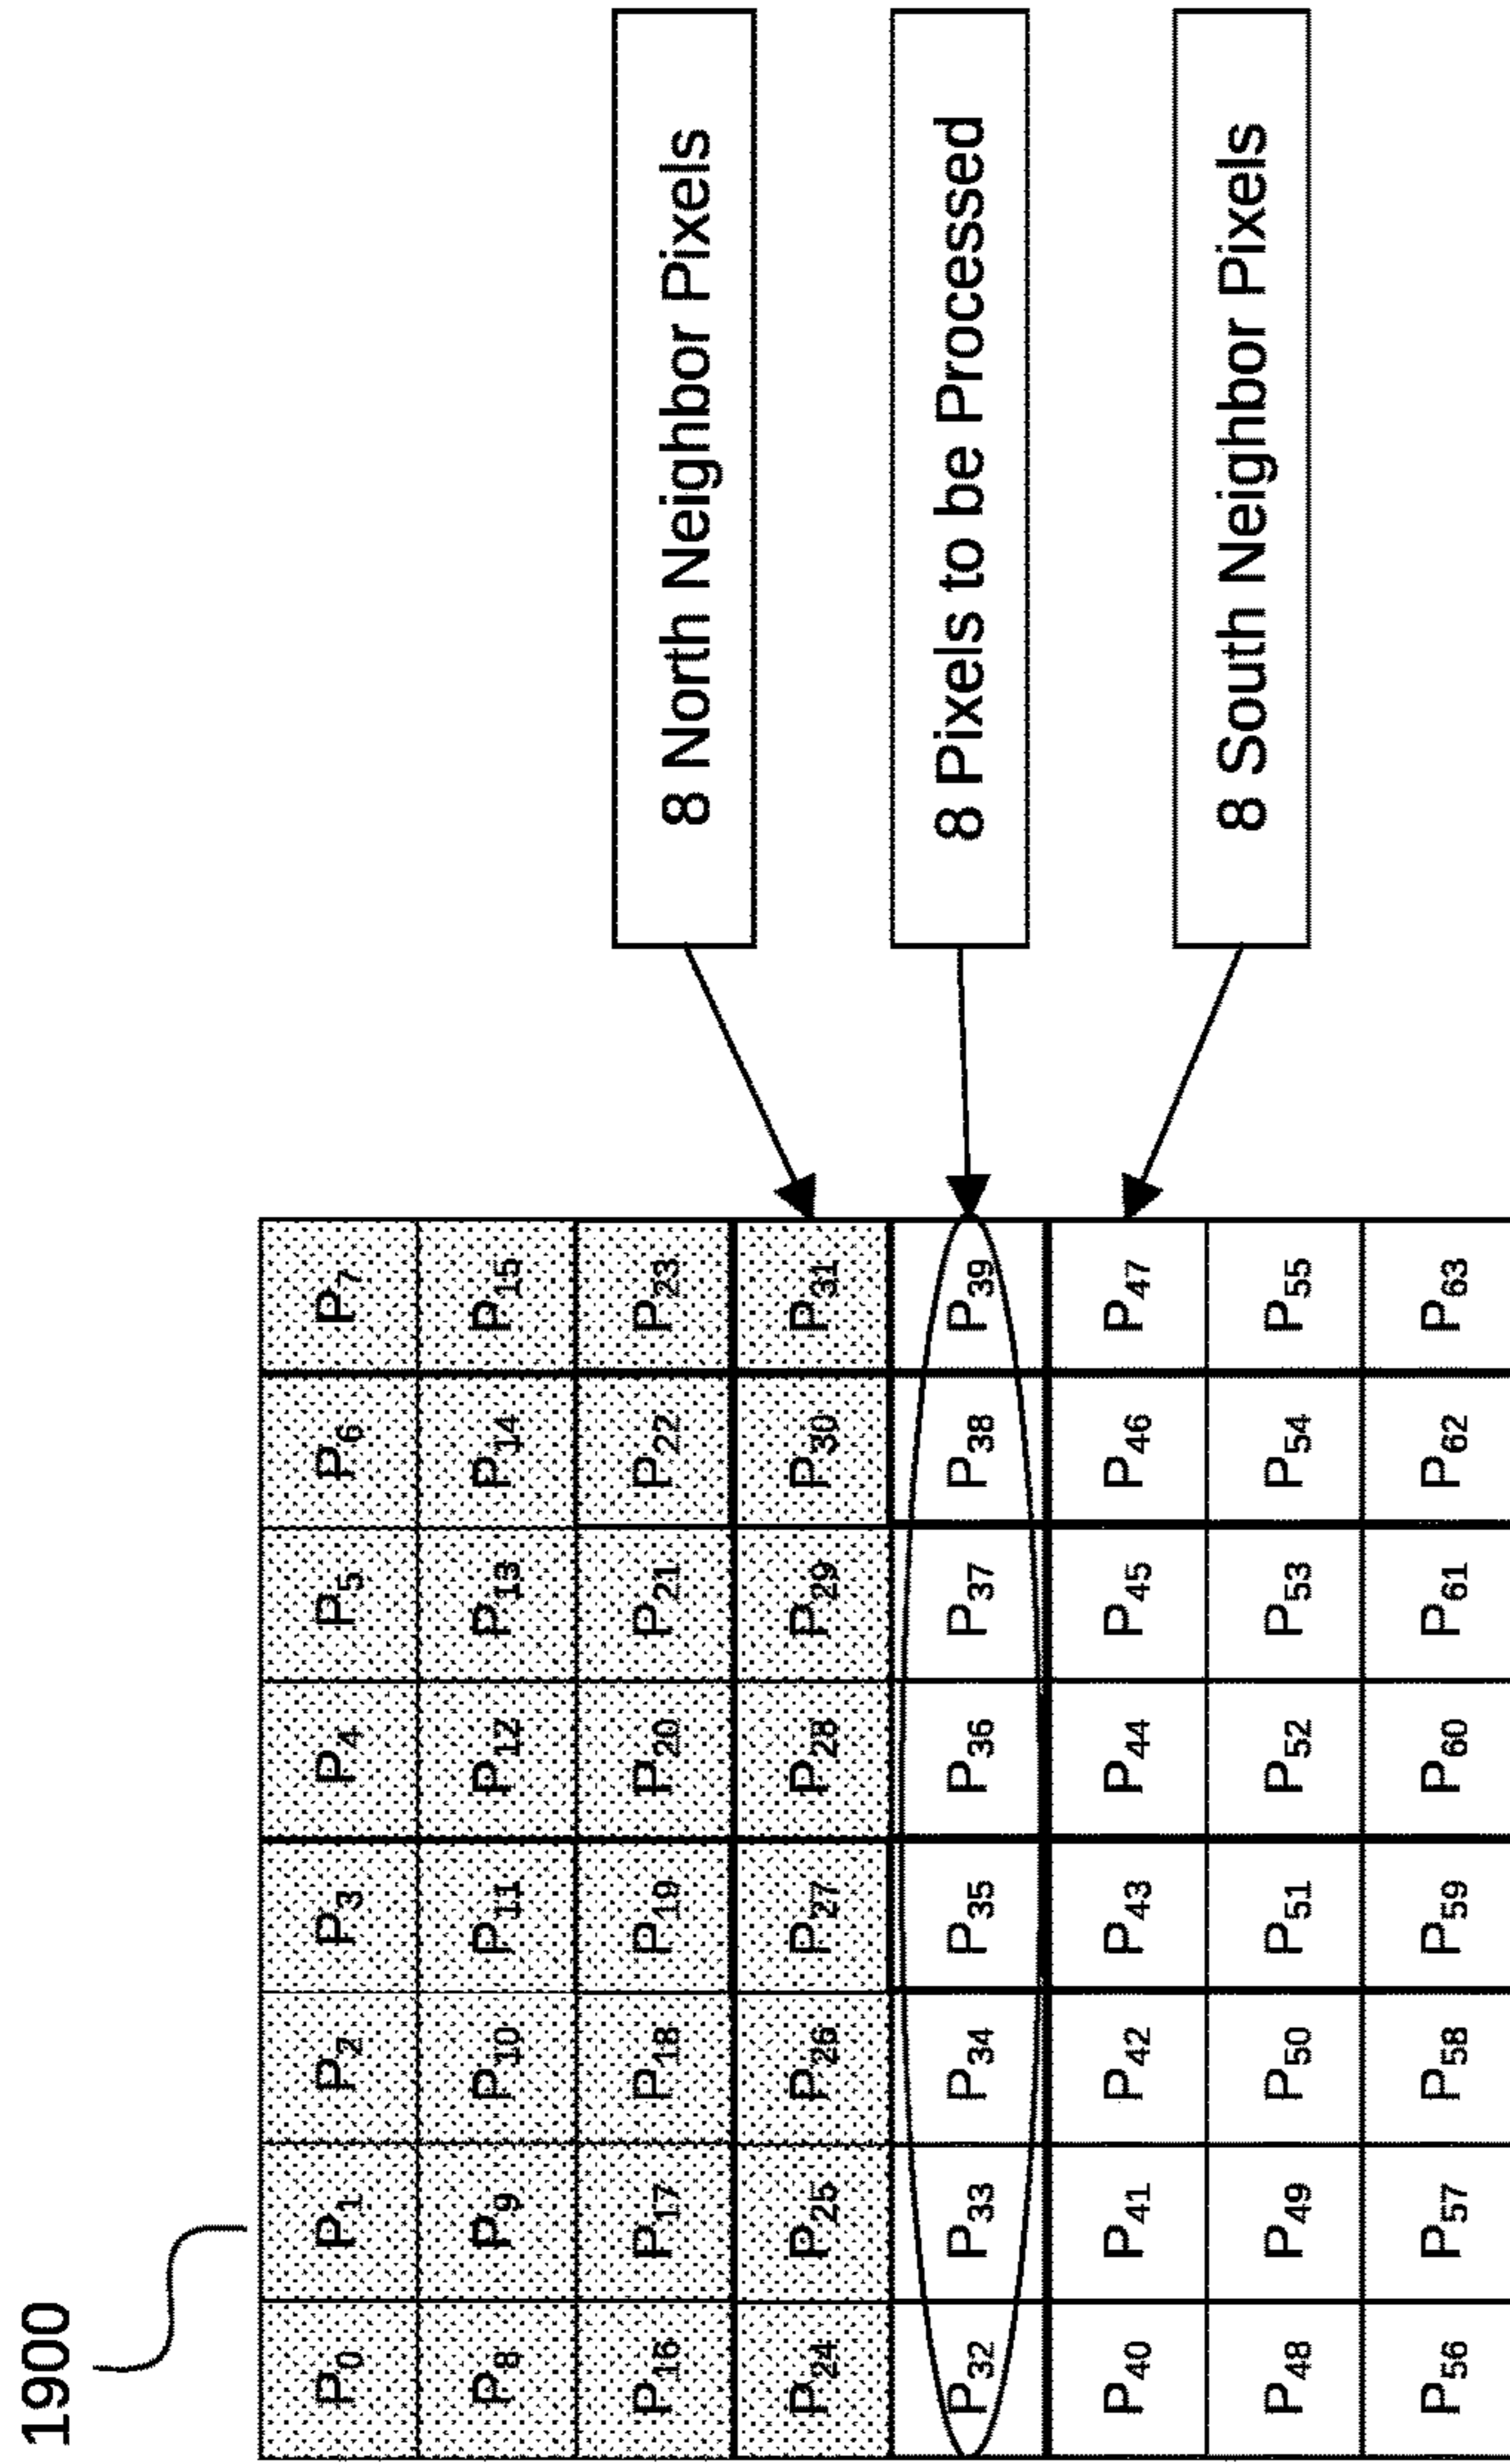 1900
P0 P1 P2 P3 P4 P5 P6 P7
P8 P9 P10 P11 P12 P13 P14 P15
P16 P17 P18 P19 P20 P21 P22 P23
P24 P25 P26 P27 P28 P29 P30 P31
P32 P33 P34 P35 P36 P37 P38 P39
P40 P41 P42 P43 P44 P45 P46 P47
P48 P49 P50 P51 P52 P53 P54 P55
P56 P57 P58 P59 P60 P61 P62 P63
8 North Neighbor Pixels
8 Pixels to be Processed
8 South Neighbor Pixels